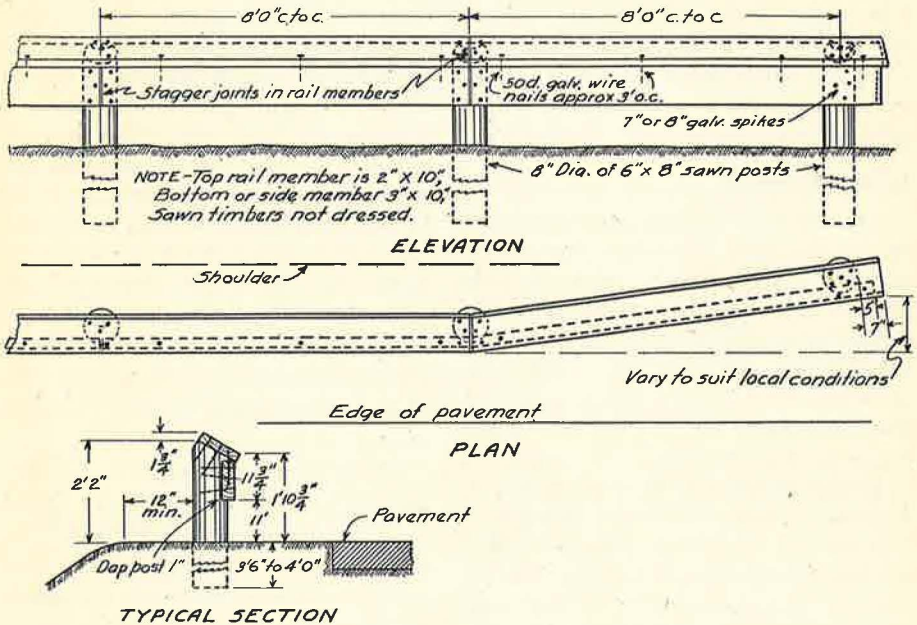 8'0" c. to c.
8'0" c. to c
Stagger joints in rail members
50d. galv. wire
nails approx 3' o.c.
7" or 8" galv. spikes
NOTE-Top rail member is 2" X 10",
Bottom or side member 3" x 10",
Sawn timbers not dressed.
8" Dia. of 6" x 8" sawn posts
ELEVATION
Shoulder
5"
7"
Vary to suit local conditions
Edge of pavement
PLAN
1 3/4"
2'2"
12"
min.
11 3/4"
1'10 3/4"
11'
Pavement
Dap post 1"
3'6" to 4'0"
TYPICAL SECTION